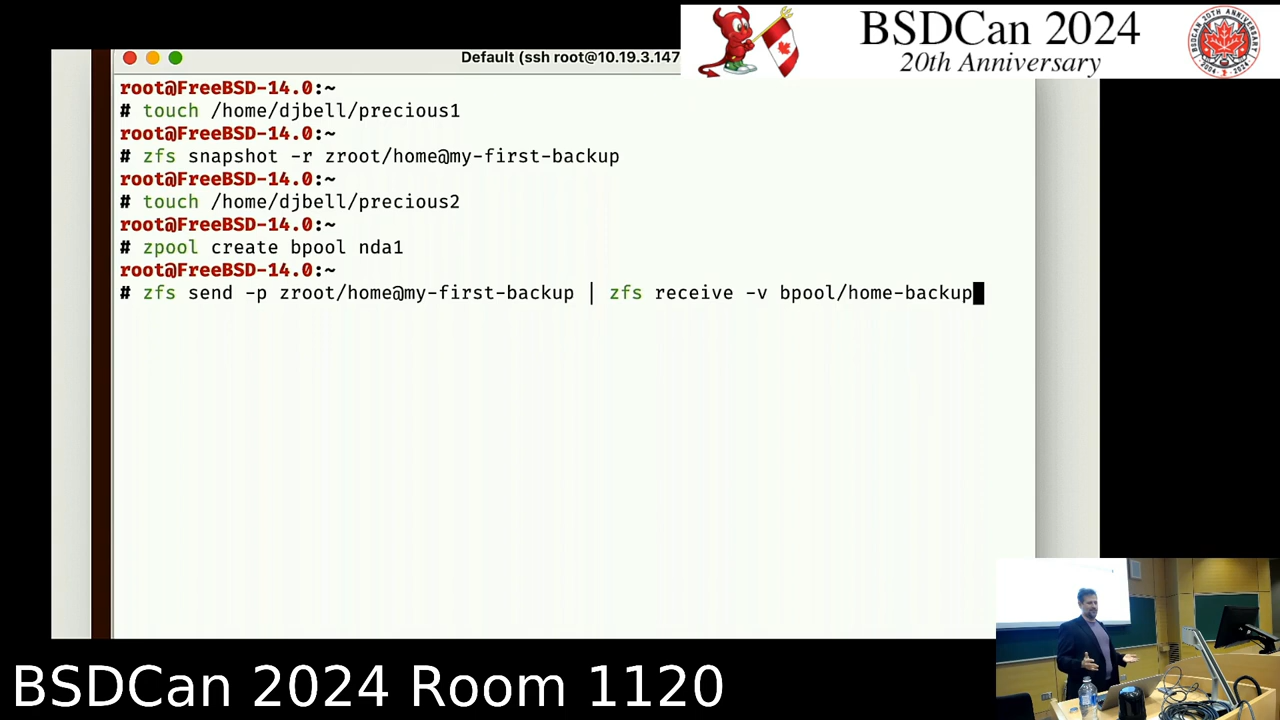 BSDCan 2024
20th Anniversary
Default (ssh root@10.19.3.147
root@FreeBSD-14.0:~
# touch /home/djbell/precious1
root@FreeBSD-14.0:~
# zfs snapshot -r zroot/home@my-first-backup
root@FreeBSD-14.0:~
# touch /home/djbell/precious2
root@FreeBSD-14.0:~
# zpool create bpool nda1
root@FreeBSD-14.0:~
# zfs send -p zroot/home@my-first-backup | zfs receive -v bpool/home-backup
BSDCan 2024 Room 1120